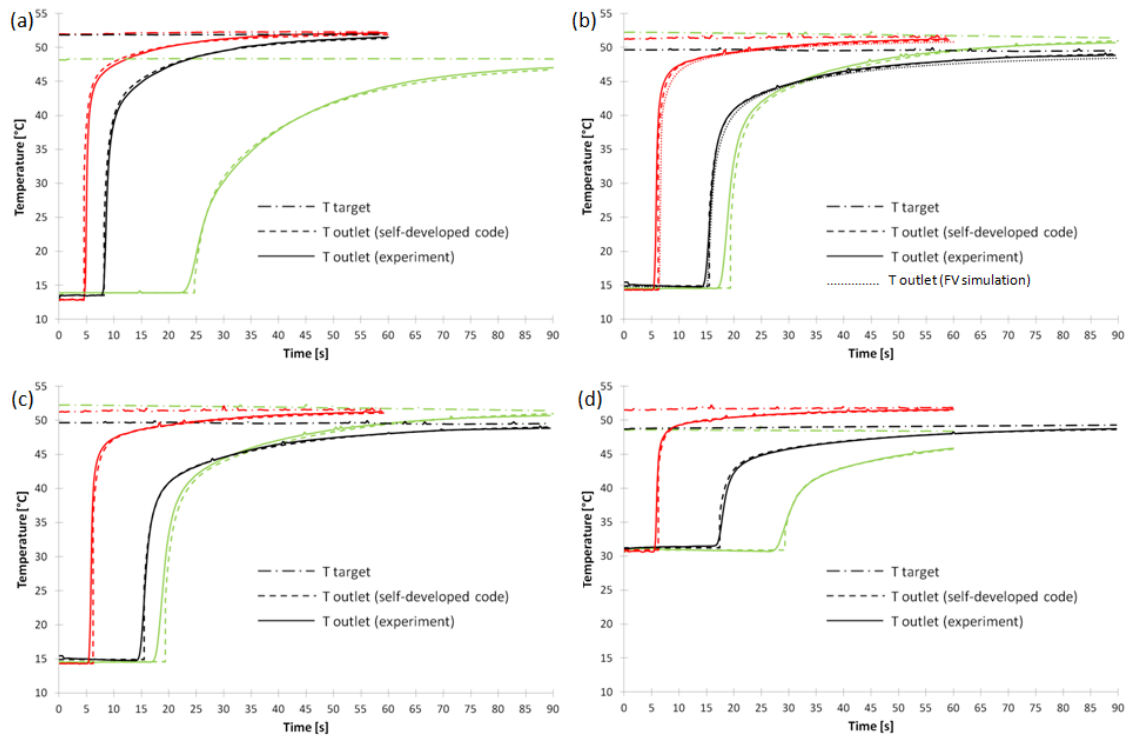 (a)
55
50
45
40
35
30
25
20
15
10
Temperature [°C]
T target
T outlet (self-developed code)
T outlet (experiment)
0 5 10 15 20 25 30 35 40 45 50 55 60 65 70 75 80 85 90
Time [s]
(b)
55
50
45
40
35
30
25
20
15
10
Temperature [°C]
T target
T outlet (self-developed code)
T outlet (experiment)
T outlet (FV simulation)
0 5 10 15 20 25 30 35 40 45 50 55 60 65 70 75 80 85 90
Time [s]
(c)
55
50
45
40
35
30
25
20
15
10
Temperature [°C]
T target
T outlet (self-developed code)
T outlet (experiment)
0 5 10 15 20 25 30 35 40 45 50 55 60 65 70 75 80 85 90
Time [s]
(d)
55
50
45
40
35
30
25
20
15
10
Temperature [°C]
T target
T outlet (self-developed code)
T outlet (experiment)
0 5 10 15 20 25 30 35 40 45 50 55 60 65 70 75 80 85 90
Time [s]